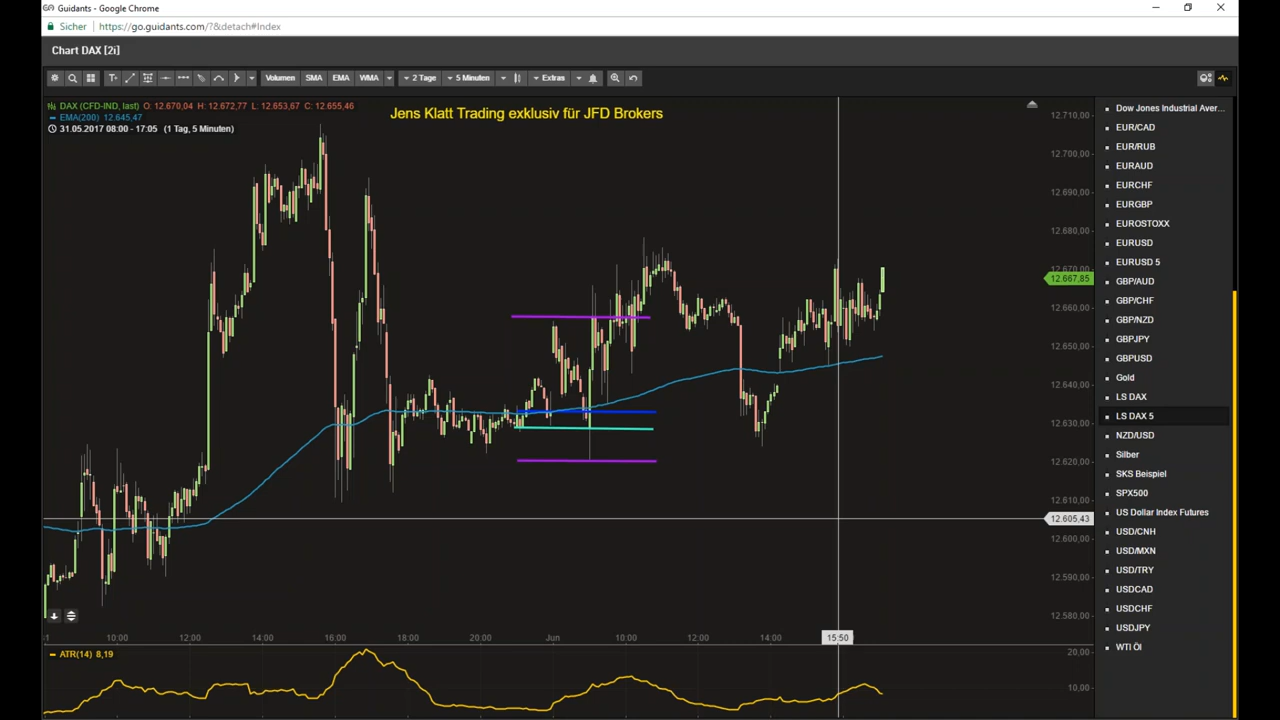 Guidants - Google Chrome
Sicher https://go.guidants.com/?&detach#Index
Chart DAX [2i]
T+ Volumen SMA EMA WMA 2 Tage 5 Minuten Extras
DAX (CFD-IND, last) O: 12.670,04 H: 12.672,77 L: 12.653,67 C: 12.655,46
EMA(200) 12.645,47
31.05.2017 08:00 - 17:05 (1 Tag, 5 Minuten)
Jens Klatt Trading exklusiv für JFD Brokers
12.710,00
12.700,00
12.690,00
12.680,00
12.670,00
12.667,85
12.660,00
12.650,00
12.640,00
12.630,00
12.620,00
12.610,00
12.605,43
12.600,00
12.590,00
12.580,00
10:00 12:00 14:00 16:00 18:00 20:00 Jun 10:00 12:00 14:00 15:50
ATR(14) 8,19
20,00
10,00
Dow Jones Industrial Aver...
EUR/CAD
EUR/RUB
EURAUD
EURCHF
EURGBP
EUROSTOXX
EURUSD
EURUSD 5
GBP/AUD
GBP/CHF
GBP/NZD
GBPJPY
GBPUSD
Gold
LS DAX
LS DAX 5
NZD/USD
Silber
SKS Beispiel
SPX500
US Dollar Index Futures
USD/CNH
USD/MXN
USD/TRY
USDCAD
USDCHF
USDJPY
WTI Öl